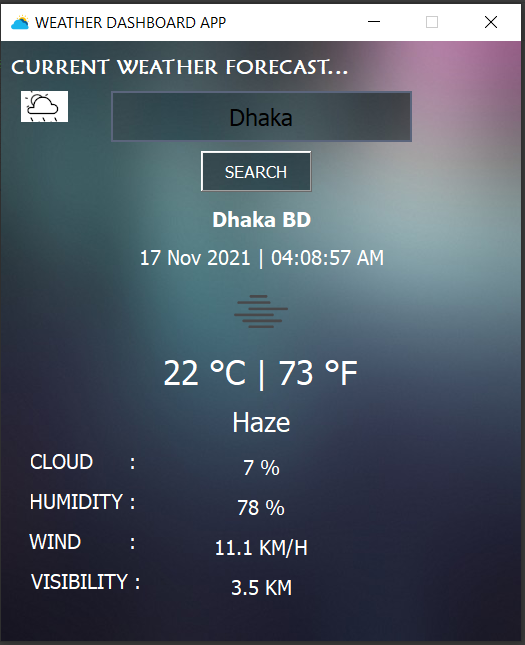 WEATHER DASHBOARD APP
CURRENT WEATHER FORECAST...
Dhaka
SEARCH
Dhaka BD
17 Nov 2021 | 04:08:57 AM
22 °C | 73 °F
Haze
CLOUD : 7 %
HUMIDITY : 78 %
WIND : 11.1 KM/H
VISIBILITY : 3.5 KM